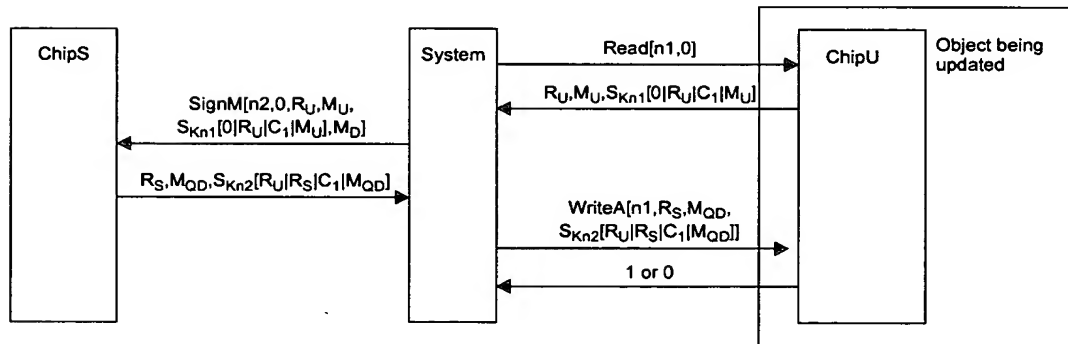 ChipS
System
ChipU
Object being
updated
Read[n1,0]
R_U,M_U,S_Kn1[0|R_U|C_1|M_U]
SignM[n2,0,R_U,M_U,
S_Kn1[0|R_U|C_1|M_U],M_D]
R_S,M_QD,S_Kn2[R_U|R_S|C_1|M_QD]
WriteA[n1,R_S,M_QD,
S_Kn2[R_U|R_S|C_1|M_QD]]
1 or 0